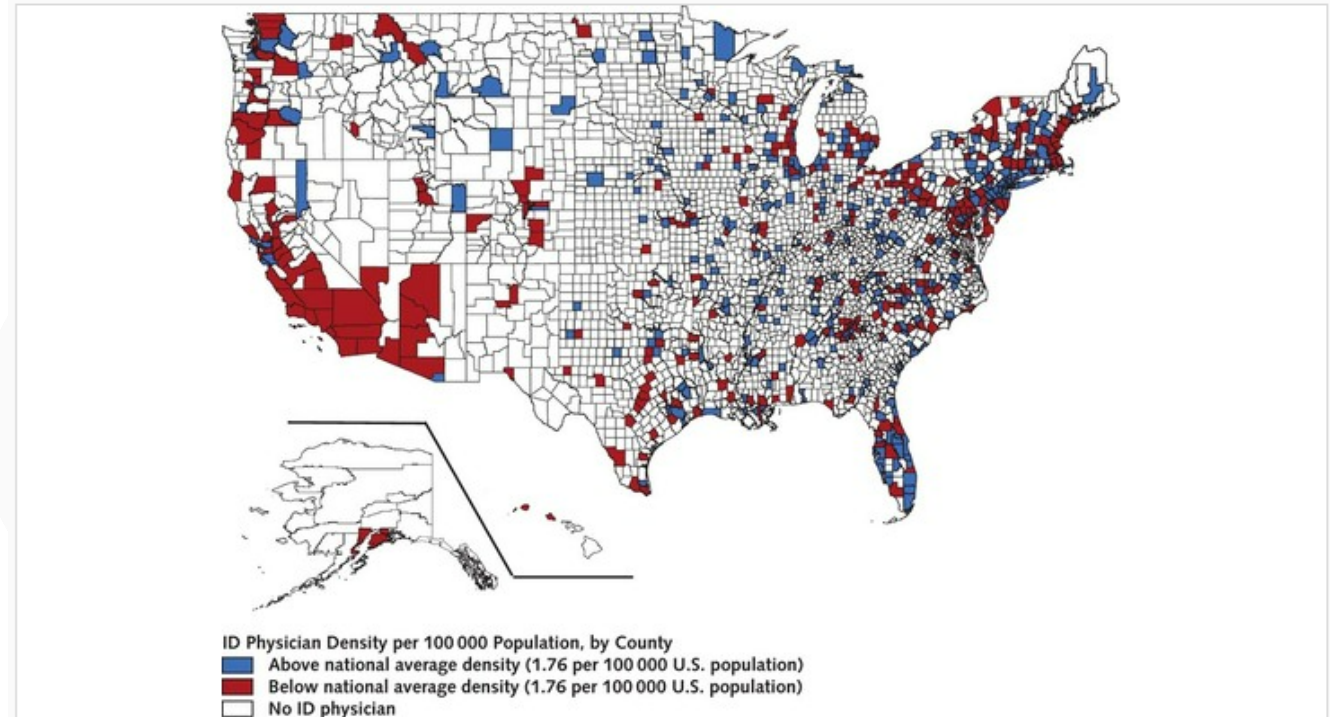 ID Physician Density per 100 000 Population, by County
Above national average density (1.76 per 100 000 U.S. population)
Below national average density (1.76 per 100 000 U.S. population)
No ID physician